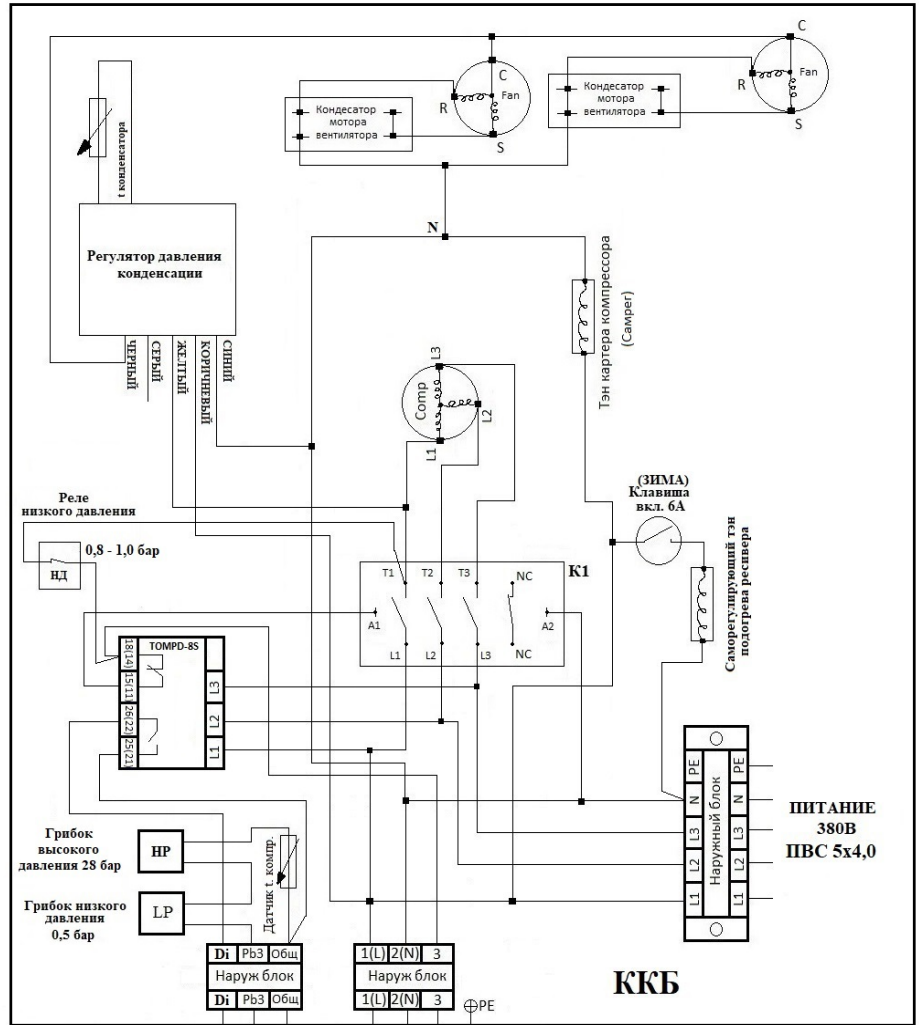 C
Fan
R
S
Кондесатор
мотора
вентилятора
C
Fan
R
S
Кондесатор
мотора
вентилятора
t конденсатора
N
Регулятор давления
конденсации
ЧЕРНЫЙ
СЕРЫЙ
ЖЕЛТЫЙ
КОРИЧНЕВЫЙ
СИНИЙ
Тэн картера компрессора
(Camper)
L3
Comp
L2
L1
(ЗИМА)
Клавиша
вкл. 6А
Реле
низкого давления
0,8 - 1,0 бар
НД
T1
T2
T3
NC
K1
A1
A2
L1
L2
L3
NC
Саморегулирующий тэн
подогрева ресивера
TOMPD-8S
18(14)
15(11)
26(22)
25(21)
L3
L2
L1
PE
N
L3
L2
L1
Наружный блок
PE
N
L3
L2
L1
ПИТАНИЕ
380В
ПВС 5х4,0
Грибок
высокого
давления 28 бар
HP
Датчик t. компр.
Грибок низкого
давления
0,5 бар
LP
Di Pb3 Общ
Наруж блок
Di Pb3 Общ
1(L) 2(N) 3
Наруж блок
1(L) 2(N) 3
PE
ККБ